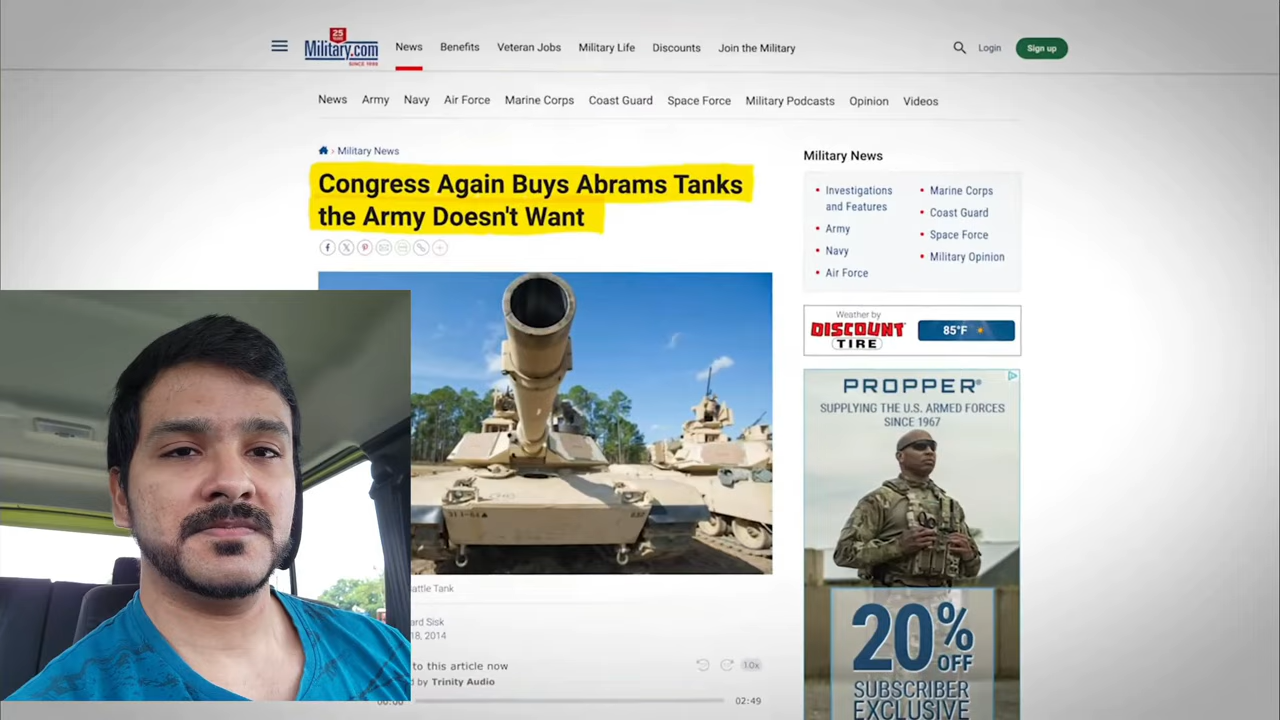 25
YEARS
Military.com
SINCE 1999
News
Benefits
Veteran Jobs
Military Life
Discounts
Join the Military
Login
Sign up
News
Army
Navy
Air Force
Marine Corps
Coast Guard
Space Force
Military Podcasts
Opinion
Videos
› Military News
Congress Again Buys Abrams Tanks
the Army Doesn't Want
attle Tank
ard Sisk
18, 2014
to this article now
d by Trinity Audio
1.0x
00:00
02:49
Military News
• Investigations
and Features
• Army
• Navy
• Air Force
• Marine Corps
• Coast Guard
• Space Force
• Military Opinion
Weather by
DISCOUNT
TIRE
85°F
PROPPER®
SUPPLYING THE U.S. ARMED FORCES
SINCE 1967
20%
OFF
SUBSCRIBER
EXCLUSIVE